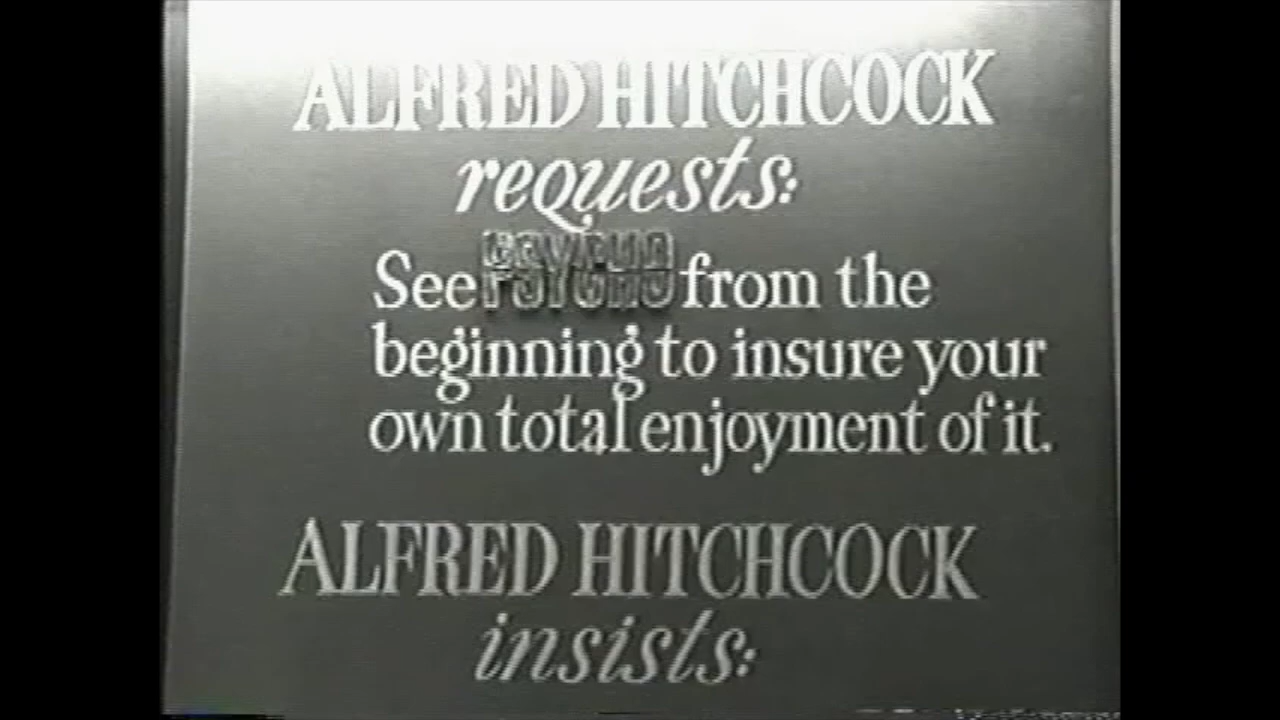 ALFRED HITCHCOCK
requests:
See PSYCHO from the
beginning to insure your
own total enjoyment of it.
ALFRED HITCHCOCK
insists: